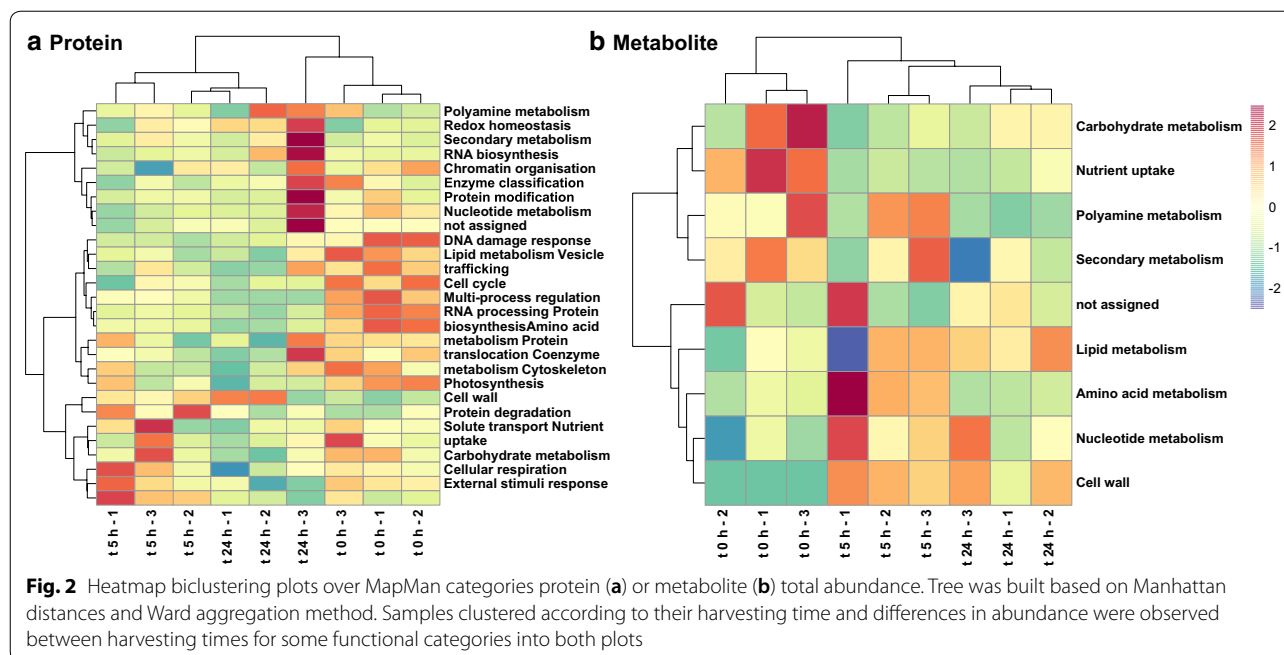 a Protein
Polyamine metabolism
Redox homeostasis
Secondary metabolism
RNA biosynthesis
Chromatin organisation
Enzyme classification
Protein modification
Nucleotide metabolism
not assigned
DNA damage response
Lipid metabolism Vesicle
trafficking
Cell cycle
Multi-process regulation
RNA processing Protein
biosynthesisAmino acid
metabolism Protein
translocation Coenzyme
metabolism Cytoskeleton
Photosynthesis
Cell wall
Protein degradation
Solute transport Nutrient
uptake
Carbohydrate metabolism
Cellular respiration
External stimuli response
t 5 h - 1
t 5 h - 3
t 5 h - 2
t 24 h - 1
t 24 h - 2
t 24 h - 3
t 0 h - 3
t 0 h - 1
t 0 h - 2
b Metabolite
Carbohydrate metabolism
Nutrient uptake
Polyamine metabolism
Secondary metabolism
not assigned
Lipid metabolism
Amino acid metabolism
Nucleotide metabolism
Cell wall
t 0 h - 2
t 0 h - 1
t 0 h - 3
t 5 h - 1
t 5 h - 2
t 5 h - 3
t 24 h - 3
t 24 h - 1
t 24 h - 2
2
1
0
-1
-2
Fig. 2 Heatmap biclustering plots over MapMan categories protein (a) or metabolite (b) total abundance. Tree was built based on Manhattan
distances and Ward aggregation method. Samples clustered according to their harvesting time and differences in abundance were observed
between harvesting times for some functional categories into both plots